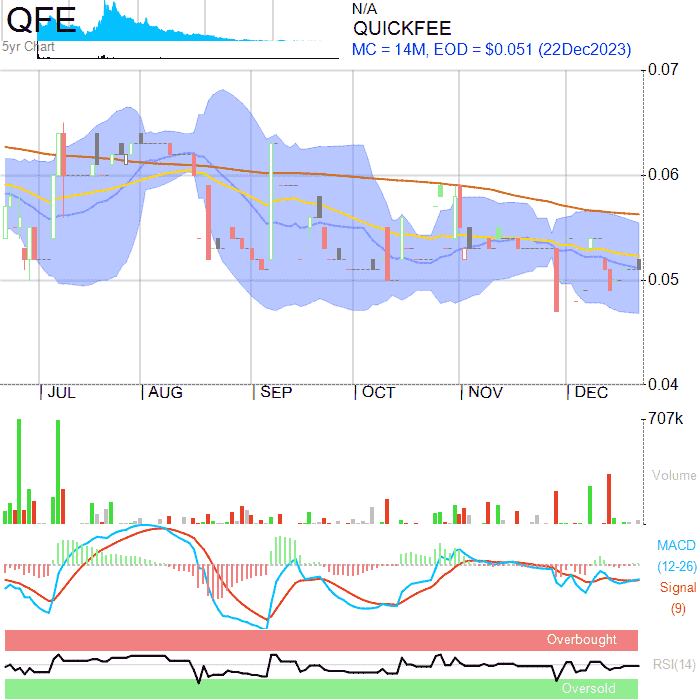 QFE
5yr Chart
N/A
QUICKFEE
MC = 14M, EOD = $0.051 (22Dec2023)
0.07
0.06
0.05
0.04
JUL AUG SEP OCT NOV DEC
707k
Volume
MACD
(12-26)
Signal
(9)
Overbought
RSI(14)
Oversold